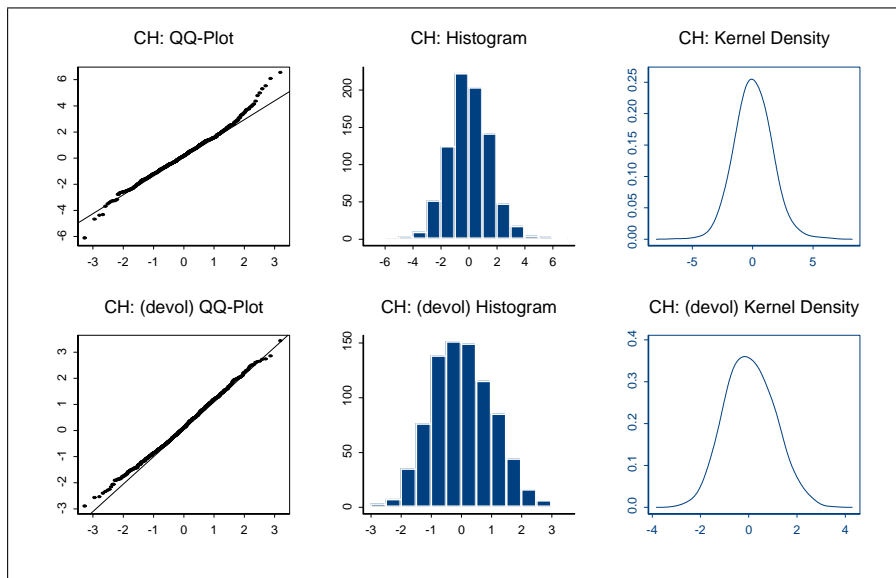 CH: QQ-Plot
CH: Histogram
CH: Kernel Density
-6 -4 -2 0 2 4 6
-3 -2 -1 0 1 2 3
0 50 100 150 200
-6 -4 -2 0 2 4 6
0.00 0.05 0.10 0.15 0.20 0.25
-5 0 5
CH: (devol) QQ-Plot
CH: (devol) Histogram
CH: (devol) Kernel Density
-3 -2 -1 0 1 2 3
-3 -2 -1 0 1 2 3
0 50 100 150
-3 -2 -1 0 1 2 3
0.0 0.1 0.2 0.3 0.4
-4 -2 0 2 4